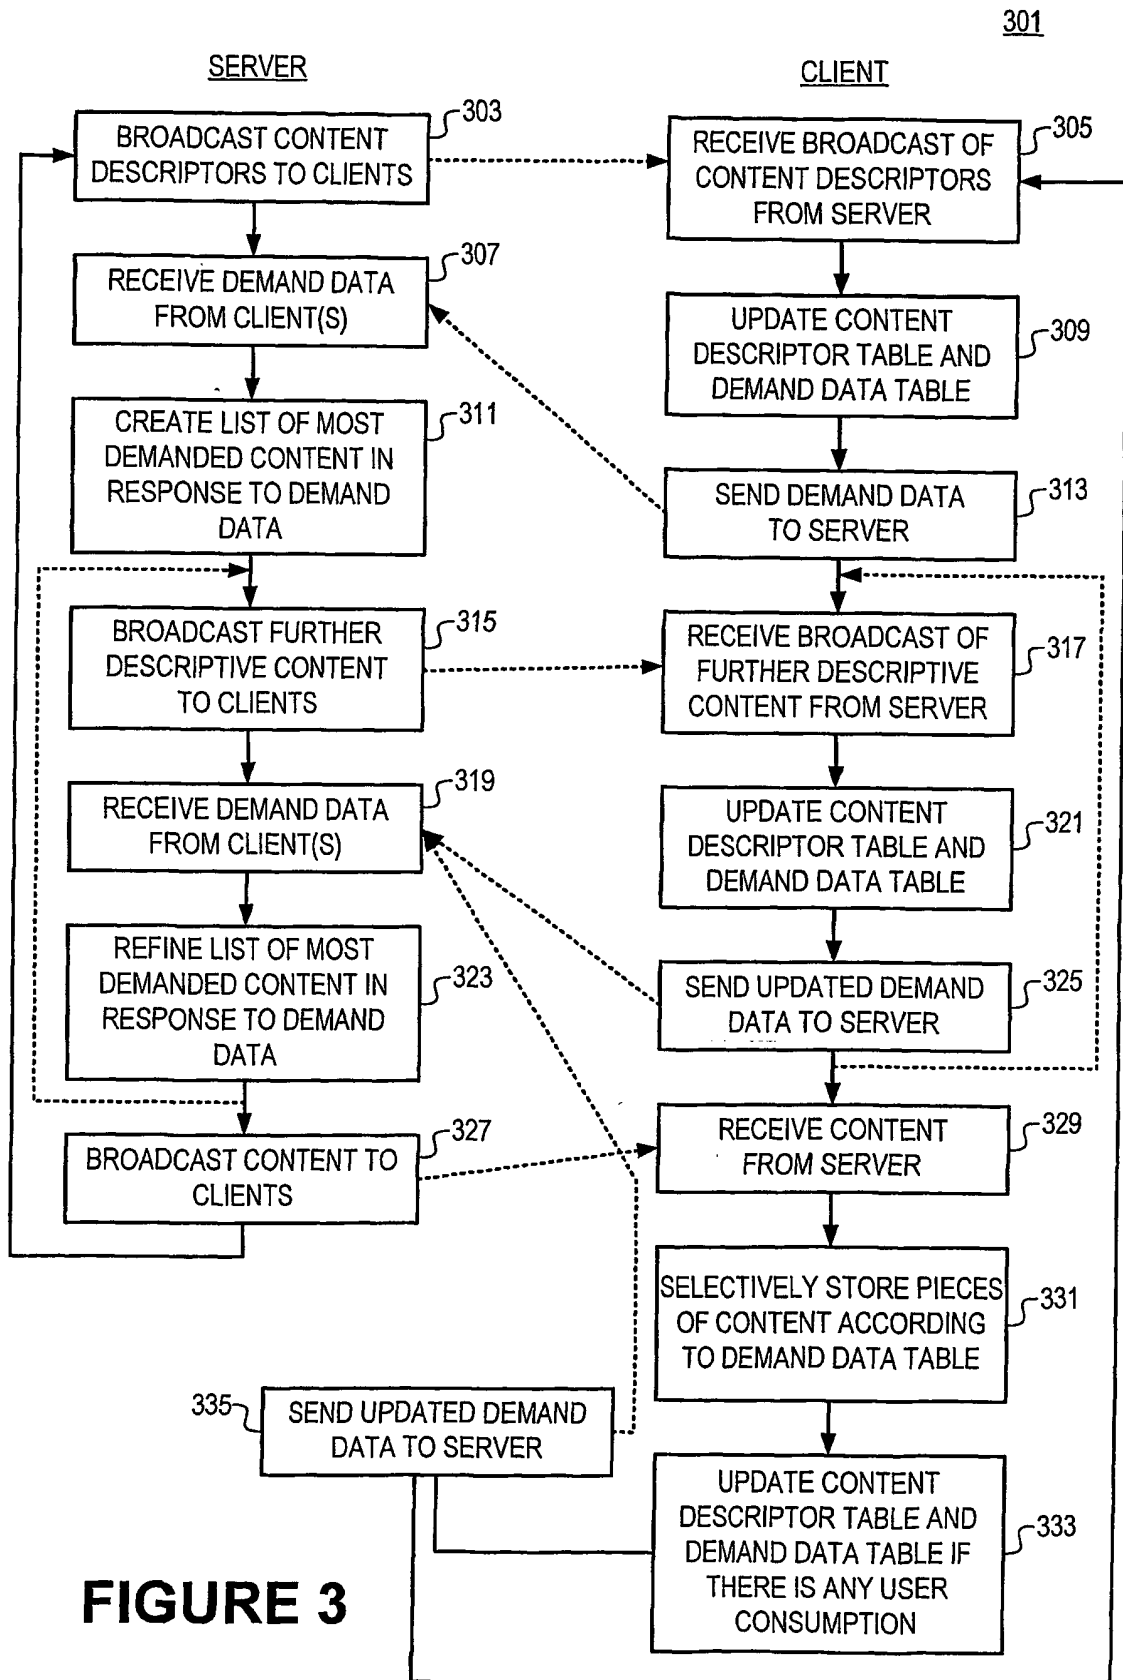 301
SERVER
CLIENT
BROADCAST CONTENT
DESCRIPTORS TO CLIENTS
303
RECEIVE BROADCAST OF
CONTENT DESCRIPTORS
FROM SERVER
305
RECEIVE DEMAND DATA
FROM CLIENT(S)
307
UPDATE CONTENT
DESCRIPTOR TABLE AND
DEMAND DATA TABLE
309
CREATE LIST OF MOST
DEMANDED CONTENT IN
RESPONSE TO DEMAND
DATA
311
SEND DEMAND DATA
TO SERVER
313
BROADCAST FURTHER
DESCRIPTIVE CONTENT
TO CLIENTS
315
RECEIVE BROADCAST OF
FURTHER DESCRIPTIVE
CONTENT FROM SERVER
317
RECEIVE DEMAND DATA
FROM CLIENT(S)
319
UPDATE CONTENT
DESCRIPTOR TABLE AND
DEMAND DATA TABLE
321
REFINE LIST OF MOST
DEMANDED CONTENT IN
RESPONSE TO DEMAND
DATA
323
SEND UPDATED DEMAND
DATA TO SERVER
325
BROADCAST CONTENT TO
CLIENTS
327
RECEIVE CONTENT
FROM SERVER
329
SELECTIVELY STORE PIECES
OF CONTENT ACCORDING
TO DEMAND DATA TABLE
331
335
SEND UPDATED DEMAND
DATA TO SERVER
UPDATE CONTENT
DESCRIPTOR TABLE AND
DEMAND DATA TABLE IF
THERE IS ANY USER
CONSUMPTION
333
FIGURE 3